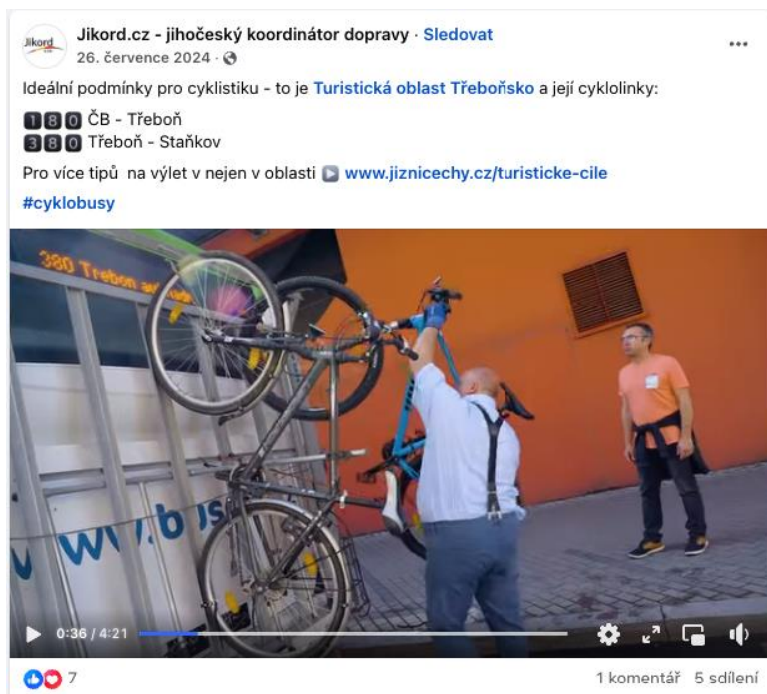 Jikord
Jikord.cz - jihočeský koordinátor dopravy · Sledovat
26. července 2024 ·
Ideální podmínky pro cyklistiku - to je Turistická oblast Třeboňsko a její cyklolinky:
180 ČB - Třeboň
380 Třeboň - Staňkov
Pro více tipů na výlet v nejen v oblasti ▶ www.jiznicechy.cz/turisticke-cile
#cyklobusy
380 Trebon
0:36 / 4:21
7
1 komentář 5 sdílení